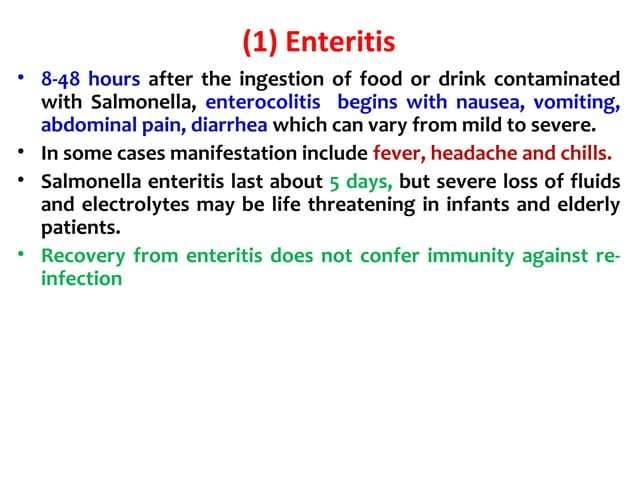 (1) Enteritis
• 8-48 hours after the ingestion of food or drink contaminated
with Salmonella, enterocolitis begins with nausea, vomiting,
abdominal pain, diarrhea which can vary from mild to severe.
• In some cases manifestation include fever, headache and chills.
• Salmonella enteritis last about 5 days, but severe loss of fluids
and electrolytes may be life threatening in infants and elderly
patients.
• Recovery from enteritis does not confer immunity against re-
infection